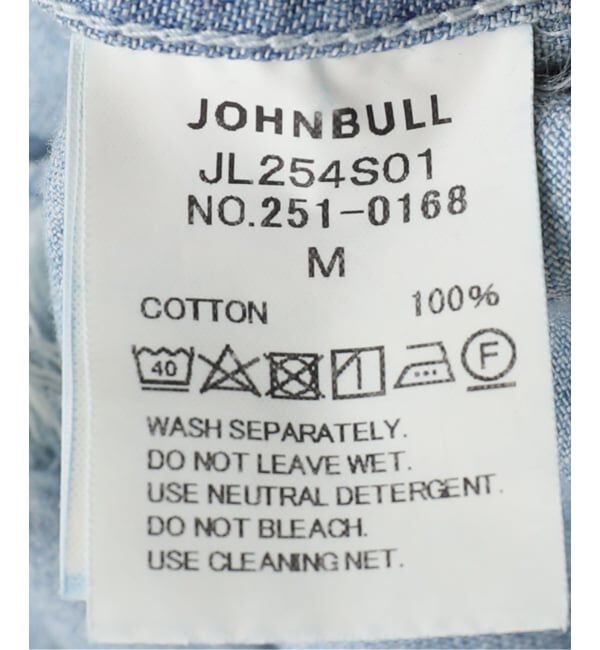 JOHNBULL
JL254S01
NO.251-0168
M
COTTON 100%
40 F
WASH SEPARATELY.
DO NOT LEAVE WET.
USE NEUTRAL DETERGENT.
DO NOT BLEACH.
USE CLEANING NET.